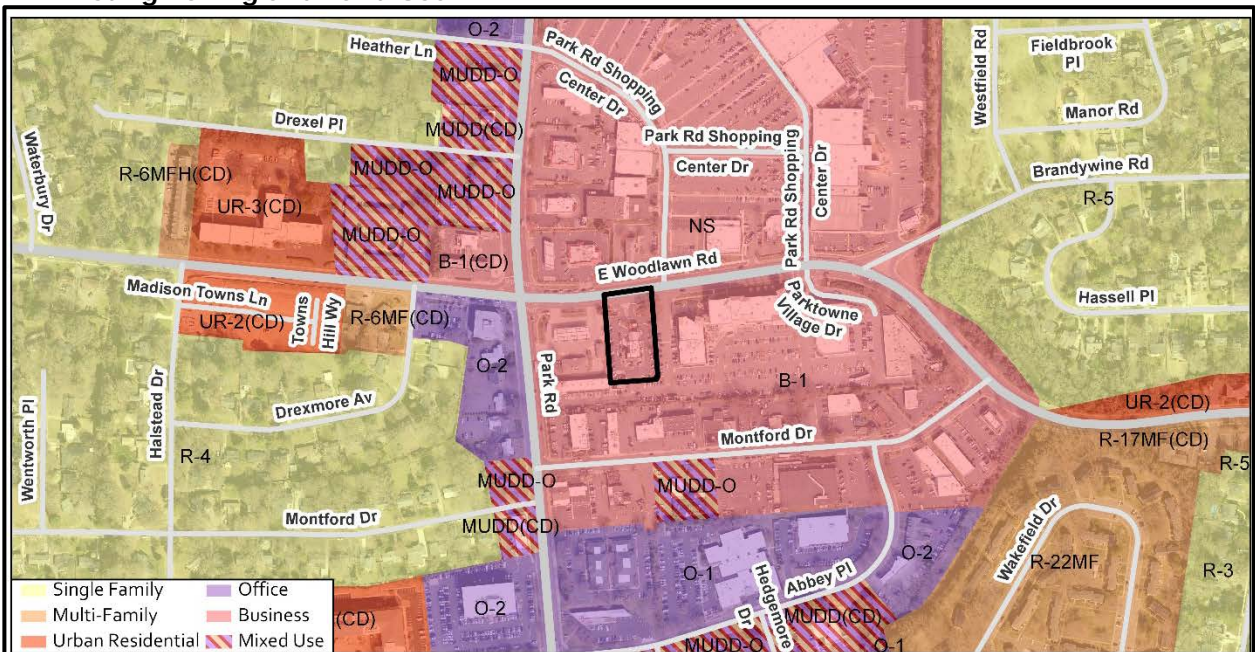 O-2
Heather Ln
Park Rd Shopping
Center Dr
MUDD-O
Westfield Rd
Fieldbrook
Pl
Manor Rd
Drexel Pl
MUDD(CD)
Park Rd Shopping
Center Dr
Park Rd Shopping
Center Dr
Brandywine Rd
Waterbury Dr
R-6MFH(CD)
MUDD-O
MUDD-O
R-5
UR-3(CD)
NS
MUDD-O
B-1(CD)
E Woodlawn Rd
Madison Towns Ln
Towns
Hill Wy
UR-2(CD)
R-6MF(CD)
Parktowne
Village Dr
Hassell Pl
O-2
Park Rd
B-1
Halstead Dr
Wentworth Pl
Drexmore Av
UR-2(CD)
R-17MF(CD)
R-5
Montford Dr
R-4
MUDD-O
MUDD-O
Montford Dr
MUDD(CD)
Wakefield Dr
O-2
O-1
R-22MF
R-3
Abbey Pl
Hedgemore
Dr
O-2
MUDD(CD)
(CD)
MUDD-O
O-1
Single Family
Office
Multi-Family
Business
Urban Residential
Mixed Use